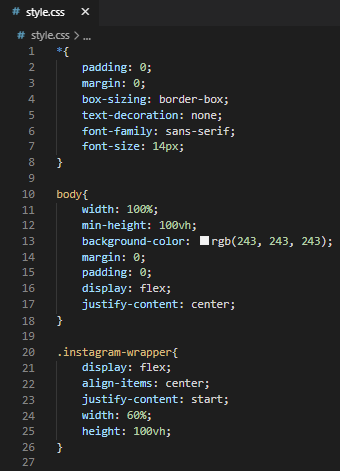 # style.css ×
# style.css > ...
1 *{
2     padding: 0;
3     margin: 0;
4     box-sizing: border-box;
5     text-decoration: none;
6     font-family: sans-serif;
7     font-size: 14px;
8 }
9
10 body{
11     width: 100%;
12     min-height: 100vh;
13     background-color: rgb(243, 243, 243);
14     margin: 0;
15     padding: 0;
16     display: flex;
17     justify-content: center;
18 }
19
20 .instagram-wrapper{
21     display: flex;
22     align-items: center;
23     justify-content: start;
24     width: 60%;
25     height: 100vh;
26 }
27